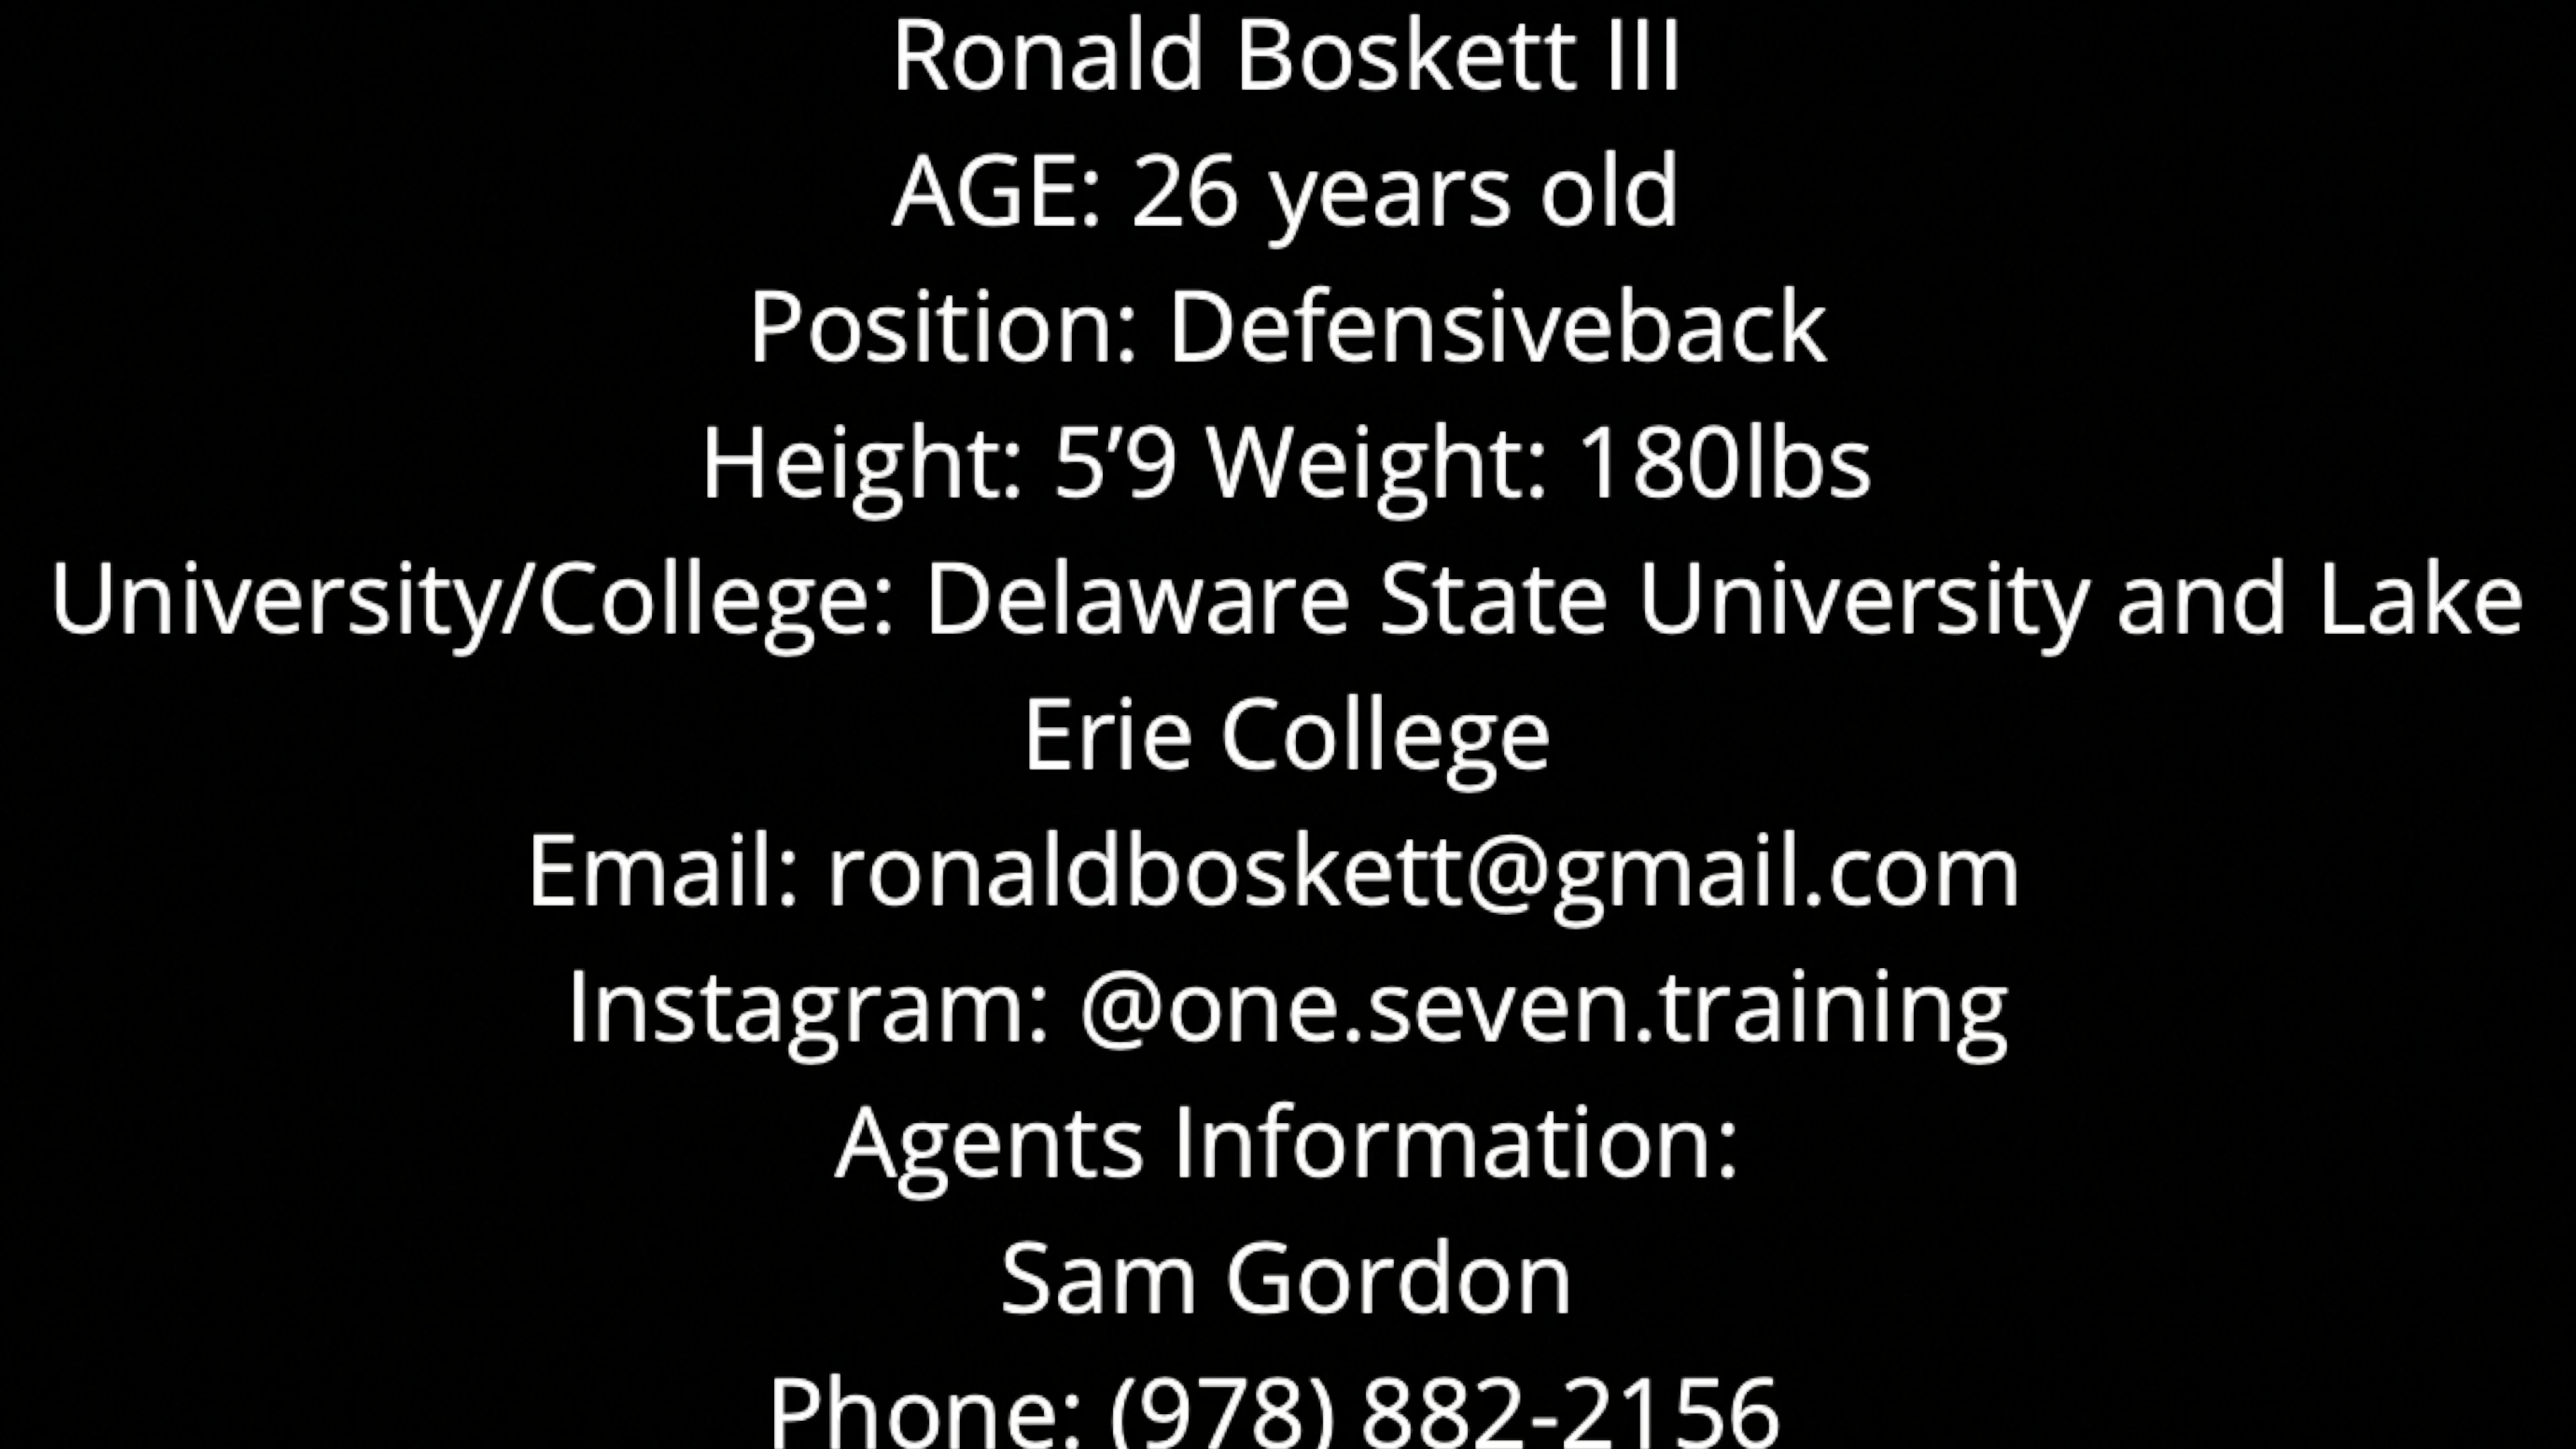 Ronald Boskett III
AGE: 26 years old
Position: Defensiveback
Height: 5’9 Weight: 180lbs
University/College: Delaware State University and Lake
Erie College
Email: ronaldboskett@gmail.com
Instagram: @one.seven.training
Agents Information:
Sam Gordon
Phone: (978) 882-2156